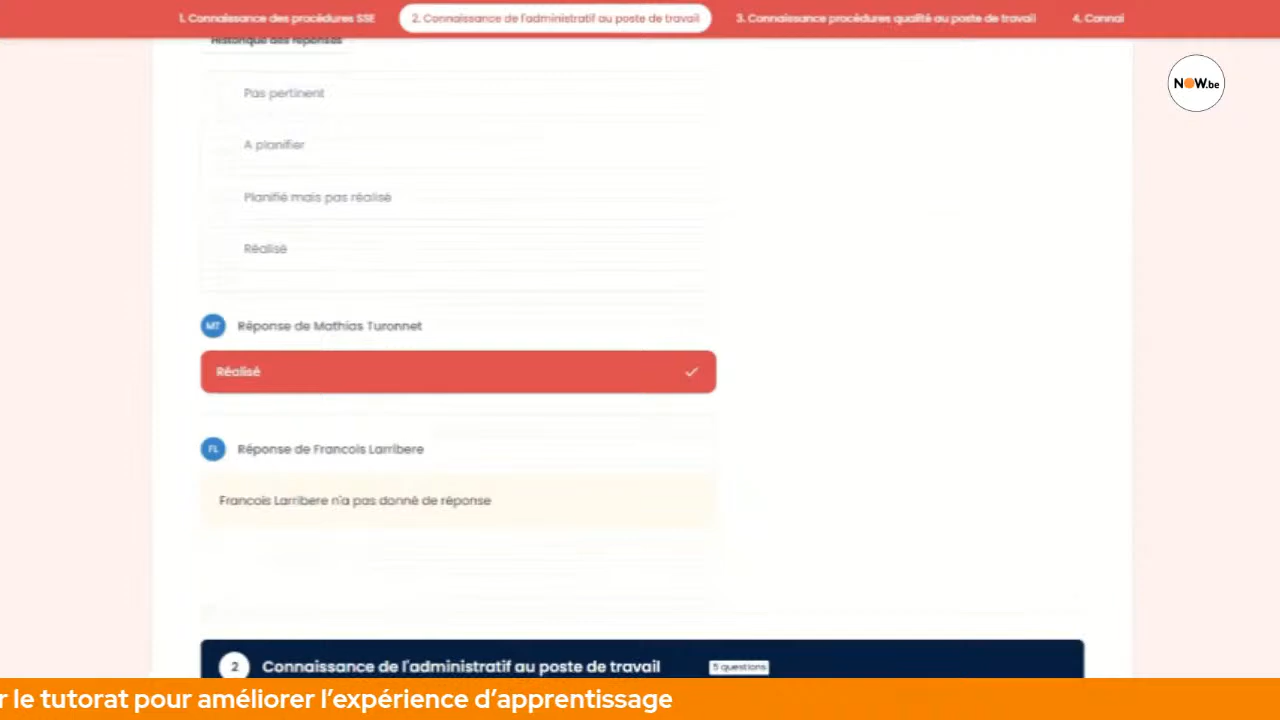 1. Connaissance des procédures SSE
2. Connaissance de l'administratif au poste de travail
3. Connaissance procédures qualité au poste de travail
4. Connai
Historique des réponses
NOW.be
Pas pertinent
A planifier
Planifié mais pas réalisé
Réalisé
MT Réponse de Mathias Turonnet
Réalisé
FL Réponse de Francois Larribere
Francois Larribere n'a pas donné de réponse
2 Connaissance de l'administratif au poste de travail 5 questions
r le tutorat pour améliorer l’expérience d’apprentissage